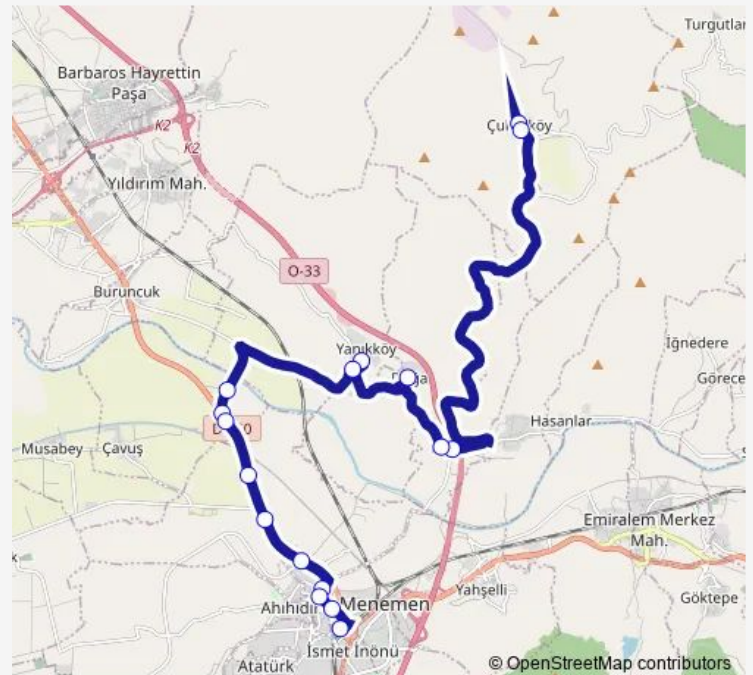 Turgutlar
Barbaros Hayrettin
Paşa
K2
K2
Yıldırım Mah.
O-33
Buruncuk
Yanıkköy
İğnedere
Görece
Hasanlar
Musabey
Çavuş
Emiralem Merkez
Mah.
Yahşelli
Göktepe
Menemen
İsmet İnönü
Atatürk
© OpenStreetMap contributors